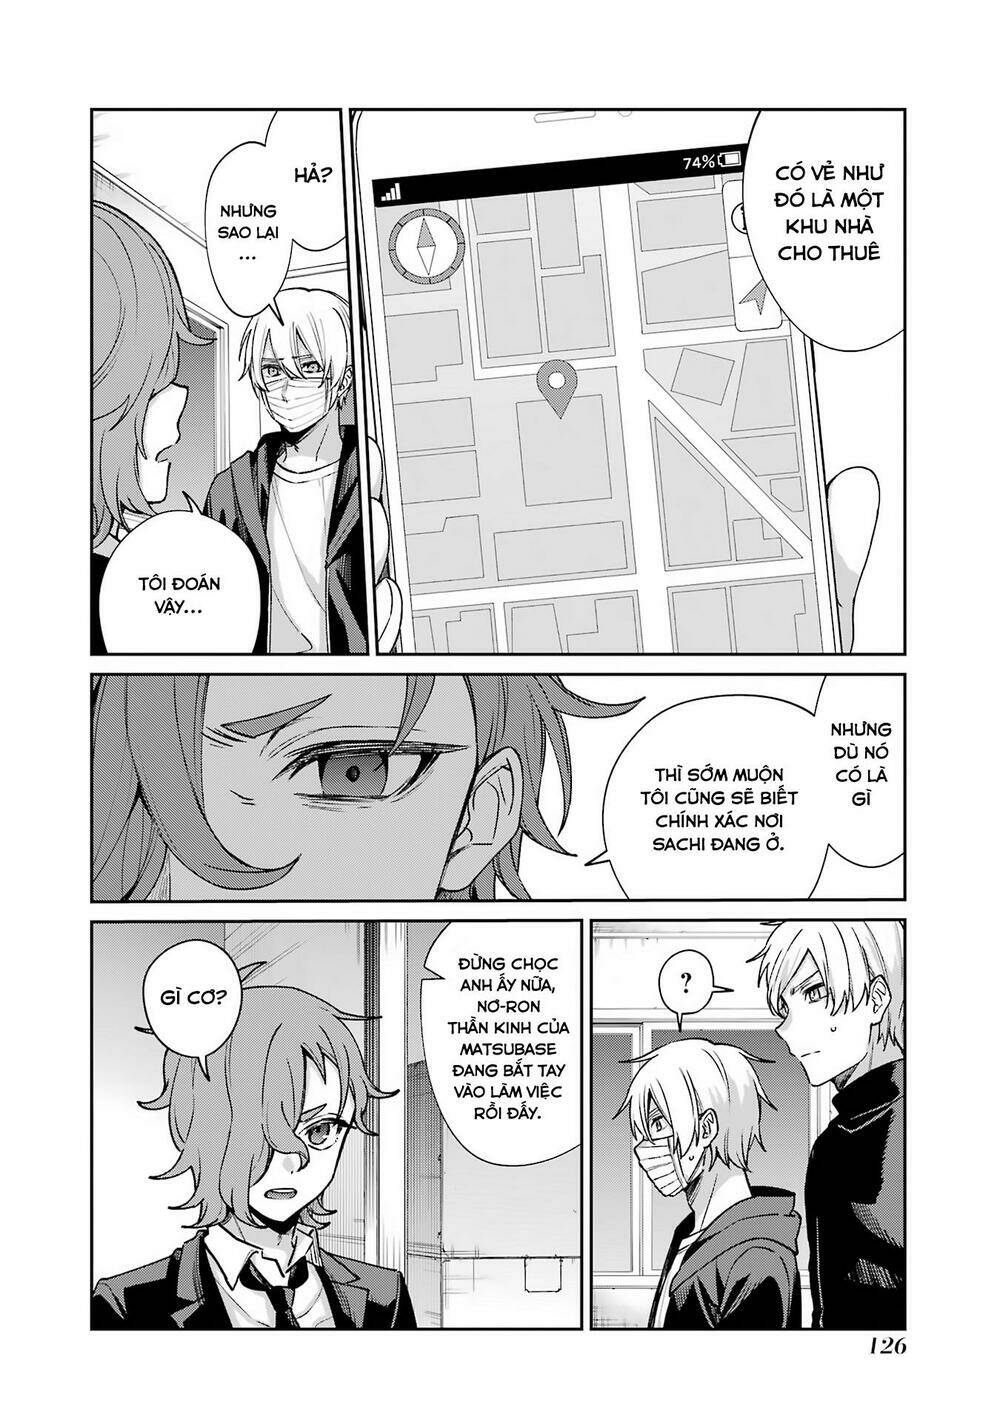 CÓ VẺ NHƯ
ĐÓ LÀ MỘT
KHU NHÀ
CHO THUÊ
74%
HẢ?
NHƯNG
SAO LẠI
...
TÔI ĐOÁN
VẬY...
NHƯNG
DÙ NÓ
CÓ LÀ
GÌ
THÌ SỚM MUỘN
TÔI CŨNG SẼ BIẾT
CHÍNH XÁC NƠI
SACHI ĐANG Ở.
?
ĐỪNG CHỌC
ANH ẤY NỮA,
NƠ-RON
THẦN KINH CỦA
MATSUBASE
ĐANG BẮT TAY
VÀO LÀM VIỆC
RỒI ĐẤY.
GÌ CƠ?
126